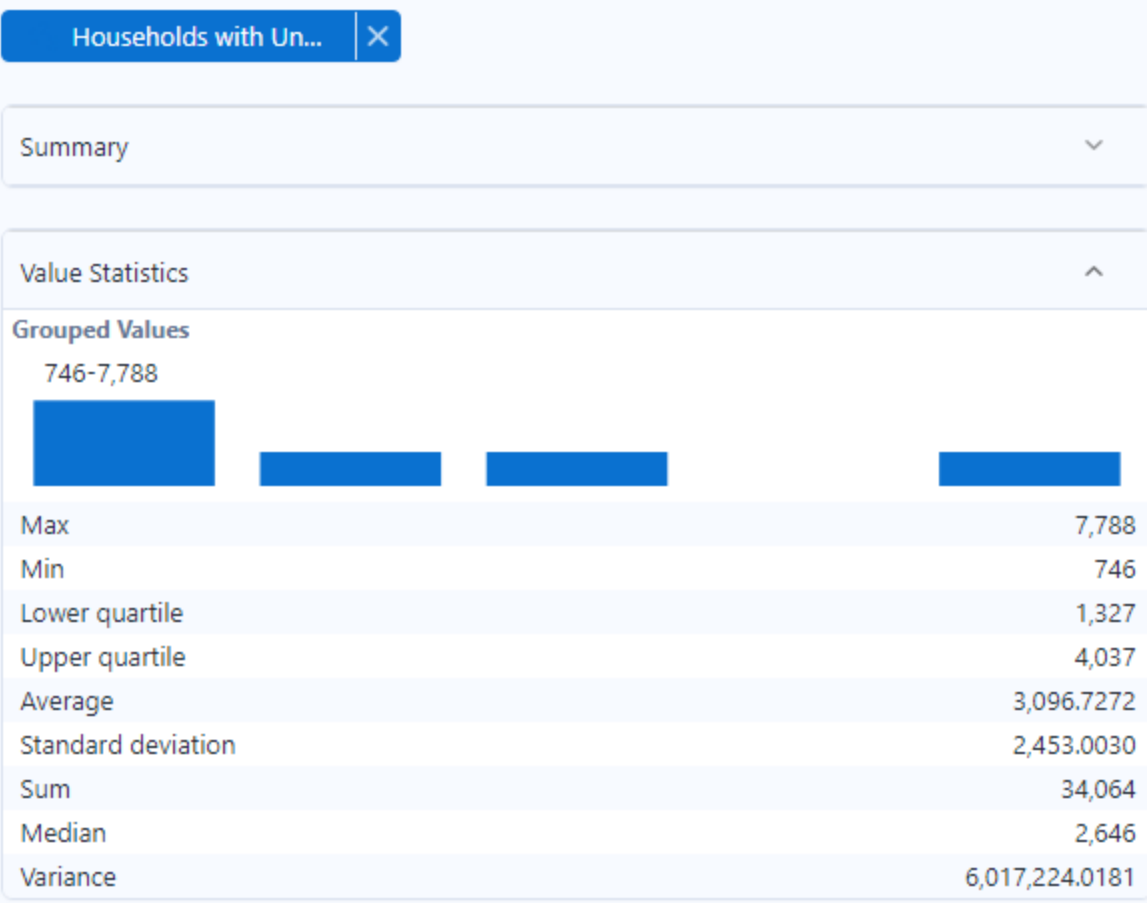 Households with Un...
Summary
Value Statistics
Grouped Values
746-7,788
Max 7,788
Min 746
Lower quartile 1,327
Upper quartile 4,037
Average 3,096.7272
Standard deviation 2,453.0030
Sum 34,064
Median 2,646
Variance 6,017,224.0181